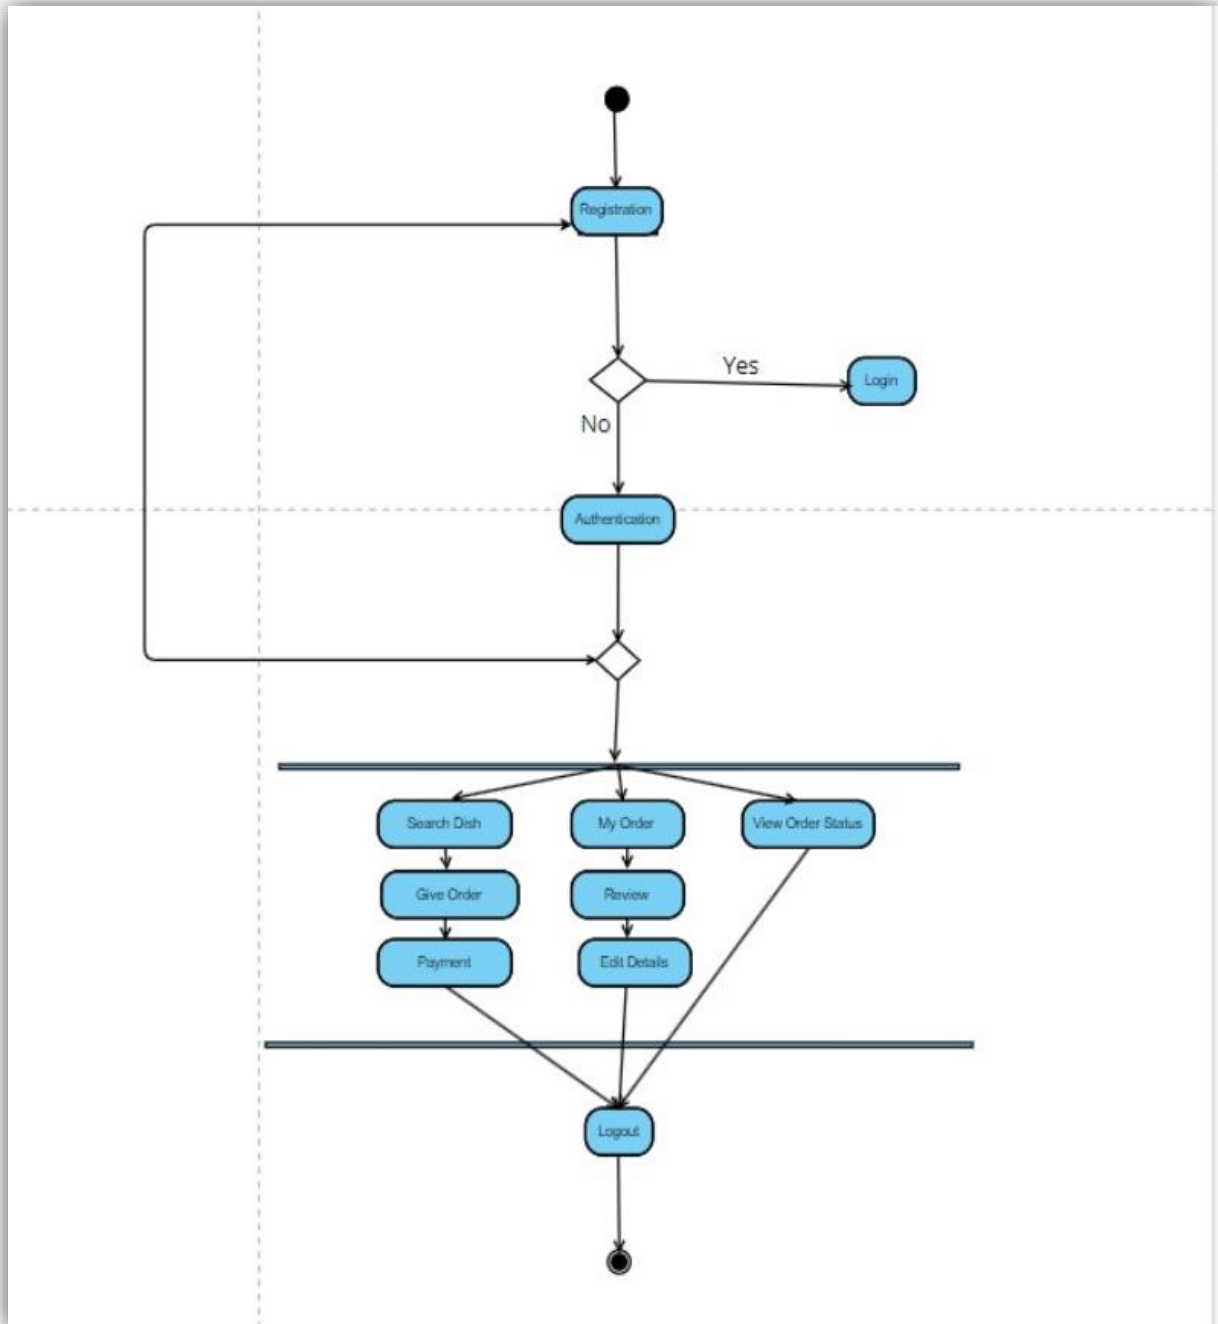 Registration
Yes
Login
No
Authentication
Search Dish
My Order
View Order Status
Give Order
Review
Payment
Edit Details
Logout